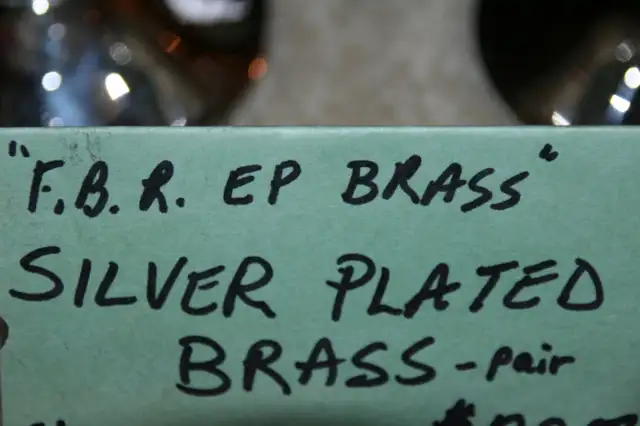 "F.B.R. EP BRASS"
SILVER PLATED
BRASS - pair